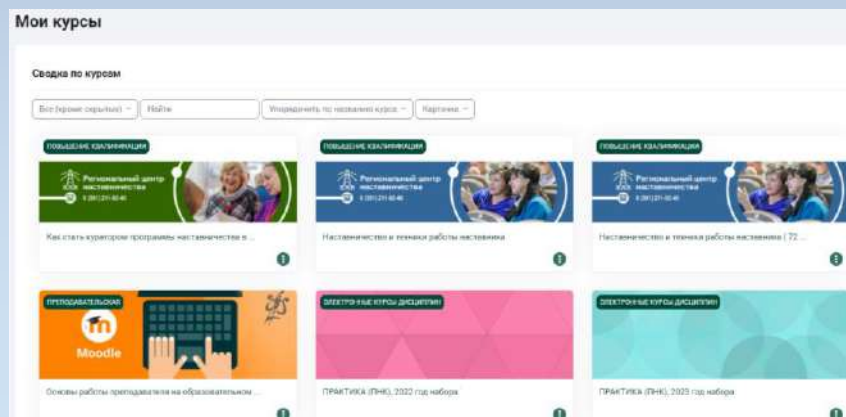 Мои курсы
Сводка по курсам
Все (кроме скрытых)
Найти
Упорядочить по названию курса
Карточка
ПОВЫШЕНИЕ КВАЛИФИКАЦИИ
Региональный центр
наставничества
Как стать куратором программы наставничества в ...
ПОВЫШЕНИЕ КВАЛИФИКАЦИИ
Региональный центр
наставничества
Наставничество и техники работы наставника
ПОВЫШЕНИЕ КВАЛИФИКАЦИИ
Региональный центр
наставничества
Наставничество и техники работы наставника ( 72 ...
ПРЕПОДАВАТЕЛЬСКАЯ
m
Moodle
Основы работы преподавателя на образовательном ...
ЭЛЕКТРОННЫЕ КУРСЫ ДИСЦИПЛИН
ПРАКТИКА (ПНК), 2022 год набора
ЭЛЕКТРОННЫЕ КУРСЫ ДИСЦИПЛИН
ПРАКТИКА (ПНК), 2023 год набора